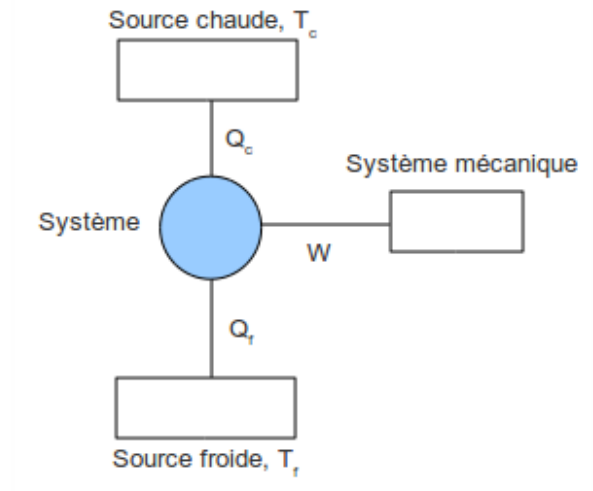 Source chaude, Tc
Qc
Système mécanique
Système
W
Qf
Source froide, Tf